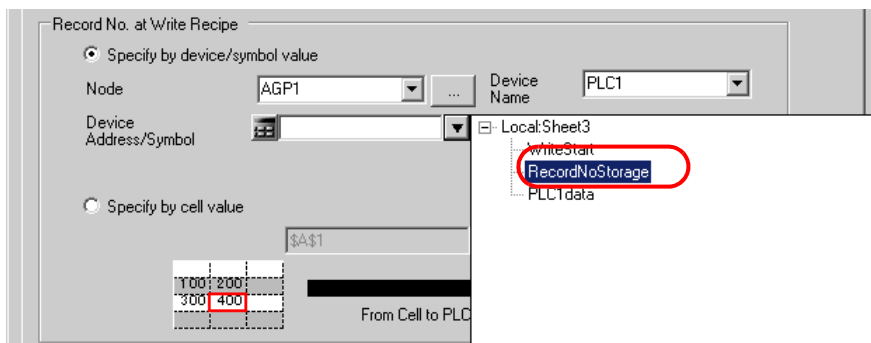 Record No. at Write Recipe
Specify by device/symbol value
Node AGP1 ... Device Name PLC1
Device Address/Symbol
Local:Sheet3
WriteStart
RecordNoStorage
PLC1data
Specify by cell value
$A$1
100 200
300 400
From Cell to PLC